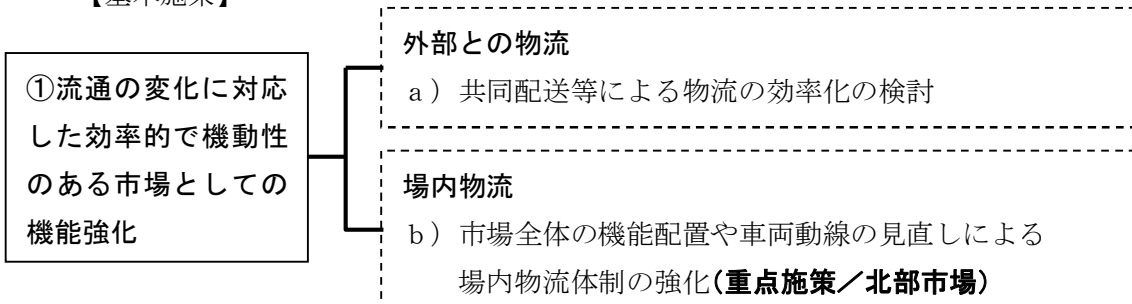 【基本施策】
①流通の変化に対応
した効率的で機動性
のある市場としての
機能強化
外部との物流
a）共同配送等による物流の効率化の検討
場内物流
b）市場全体の機能配置や車両動線の見直しによる
場内物流体制の強化(重点施策／北部市場)